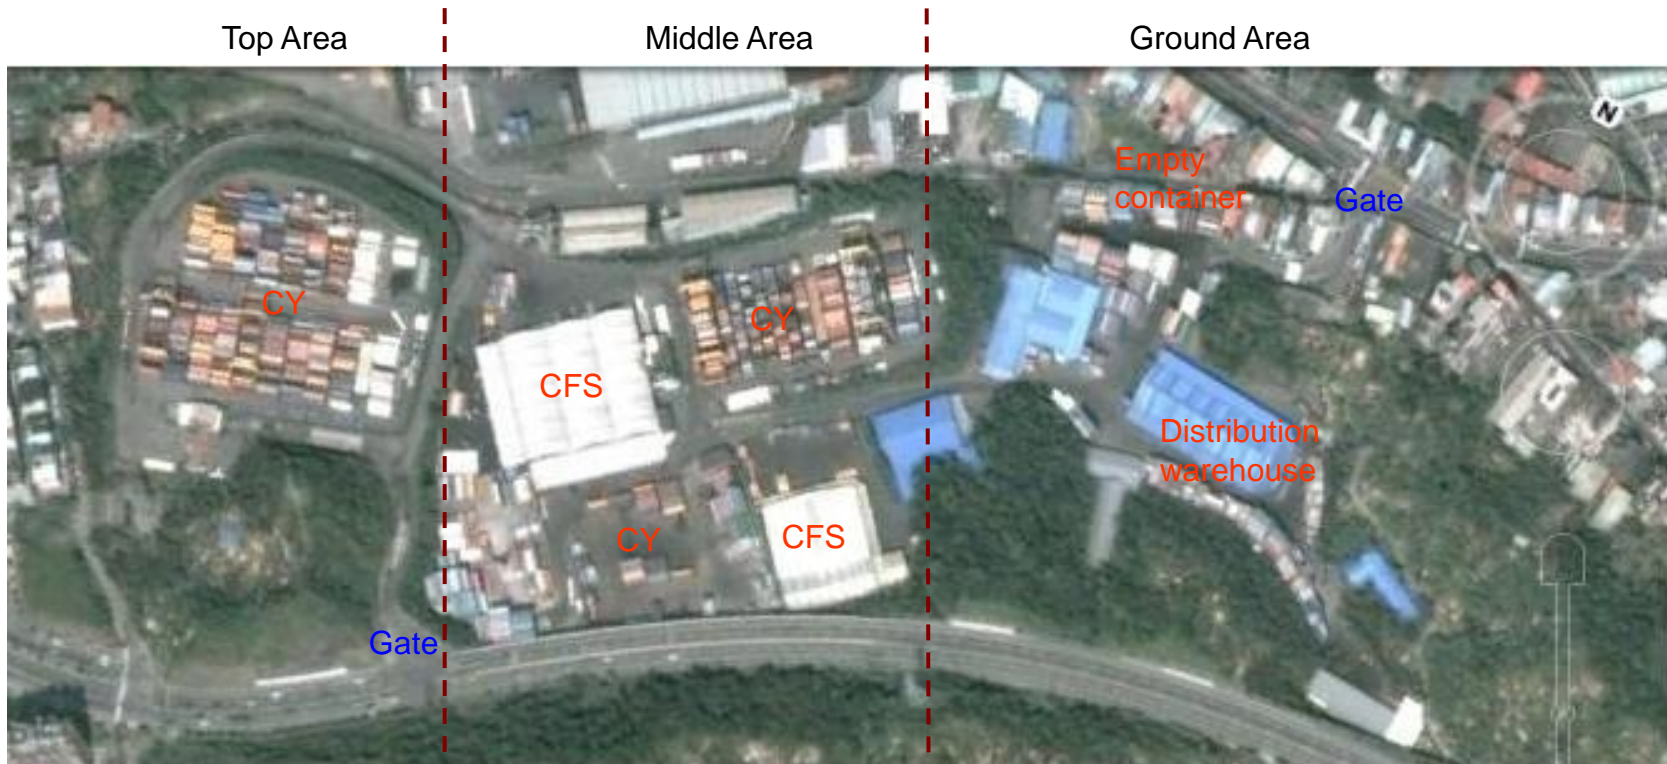 Top Area
Middle Area
Ground Area
N
Empty
container
Gate
CY
CY
CFS
Distribution
warehouse
CY
CFS
Gate